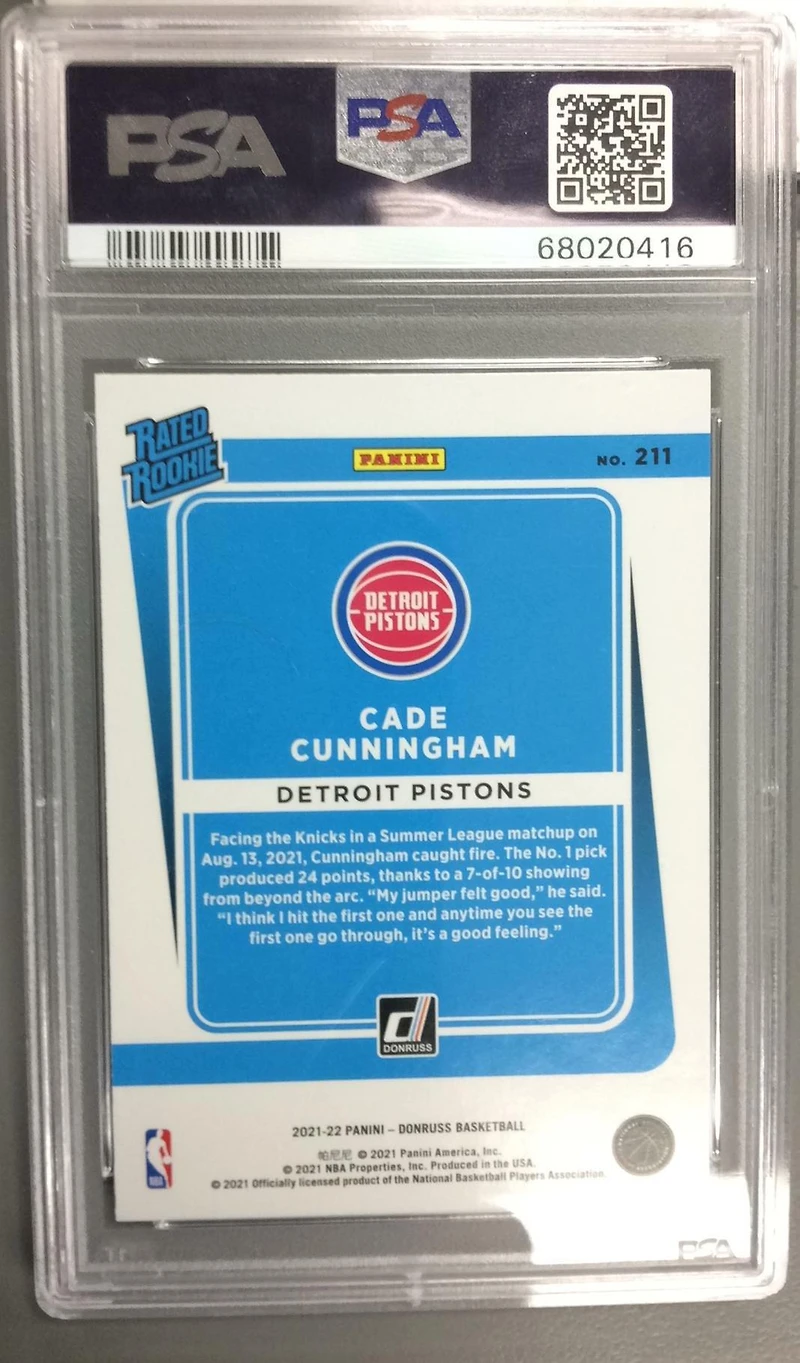 PSA
PSA
68020416
RATED
ROOKIE
PANINI
NO. 211
DETROIT
PISTONS
CADE
CUNNINGHAM
DETROIT PISTONS
Facing the Knicks in a Summer League matchup on
Aug. 13, 2021, Cunningham caught fire. The No. 1 pick
produced 24 points, thanks to a 7-of-10 showing
from beyond the arc. “My jumper felt good,” he said.
“I think I hit the first one and anytime you see the
first one go through, it’s a good feeling.”
DONRUSS
2021-22 PANINI – DONRUSS BASKETBALL
帕尼尼 © 2021 Panini America, Inc.
© 2021 NBA Properties, Inc. Produced in the USA.
© 2021 Officially licensed product of the National Basketball Players Association.
NBA
PSA